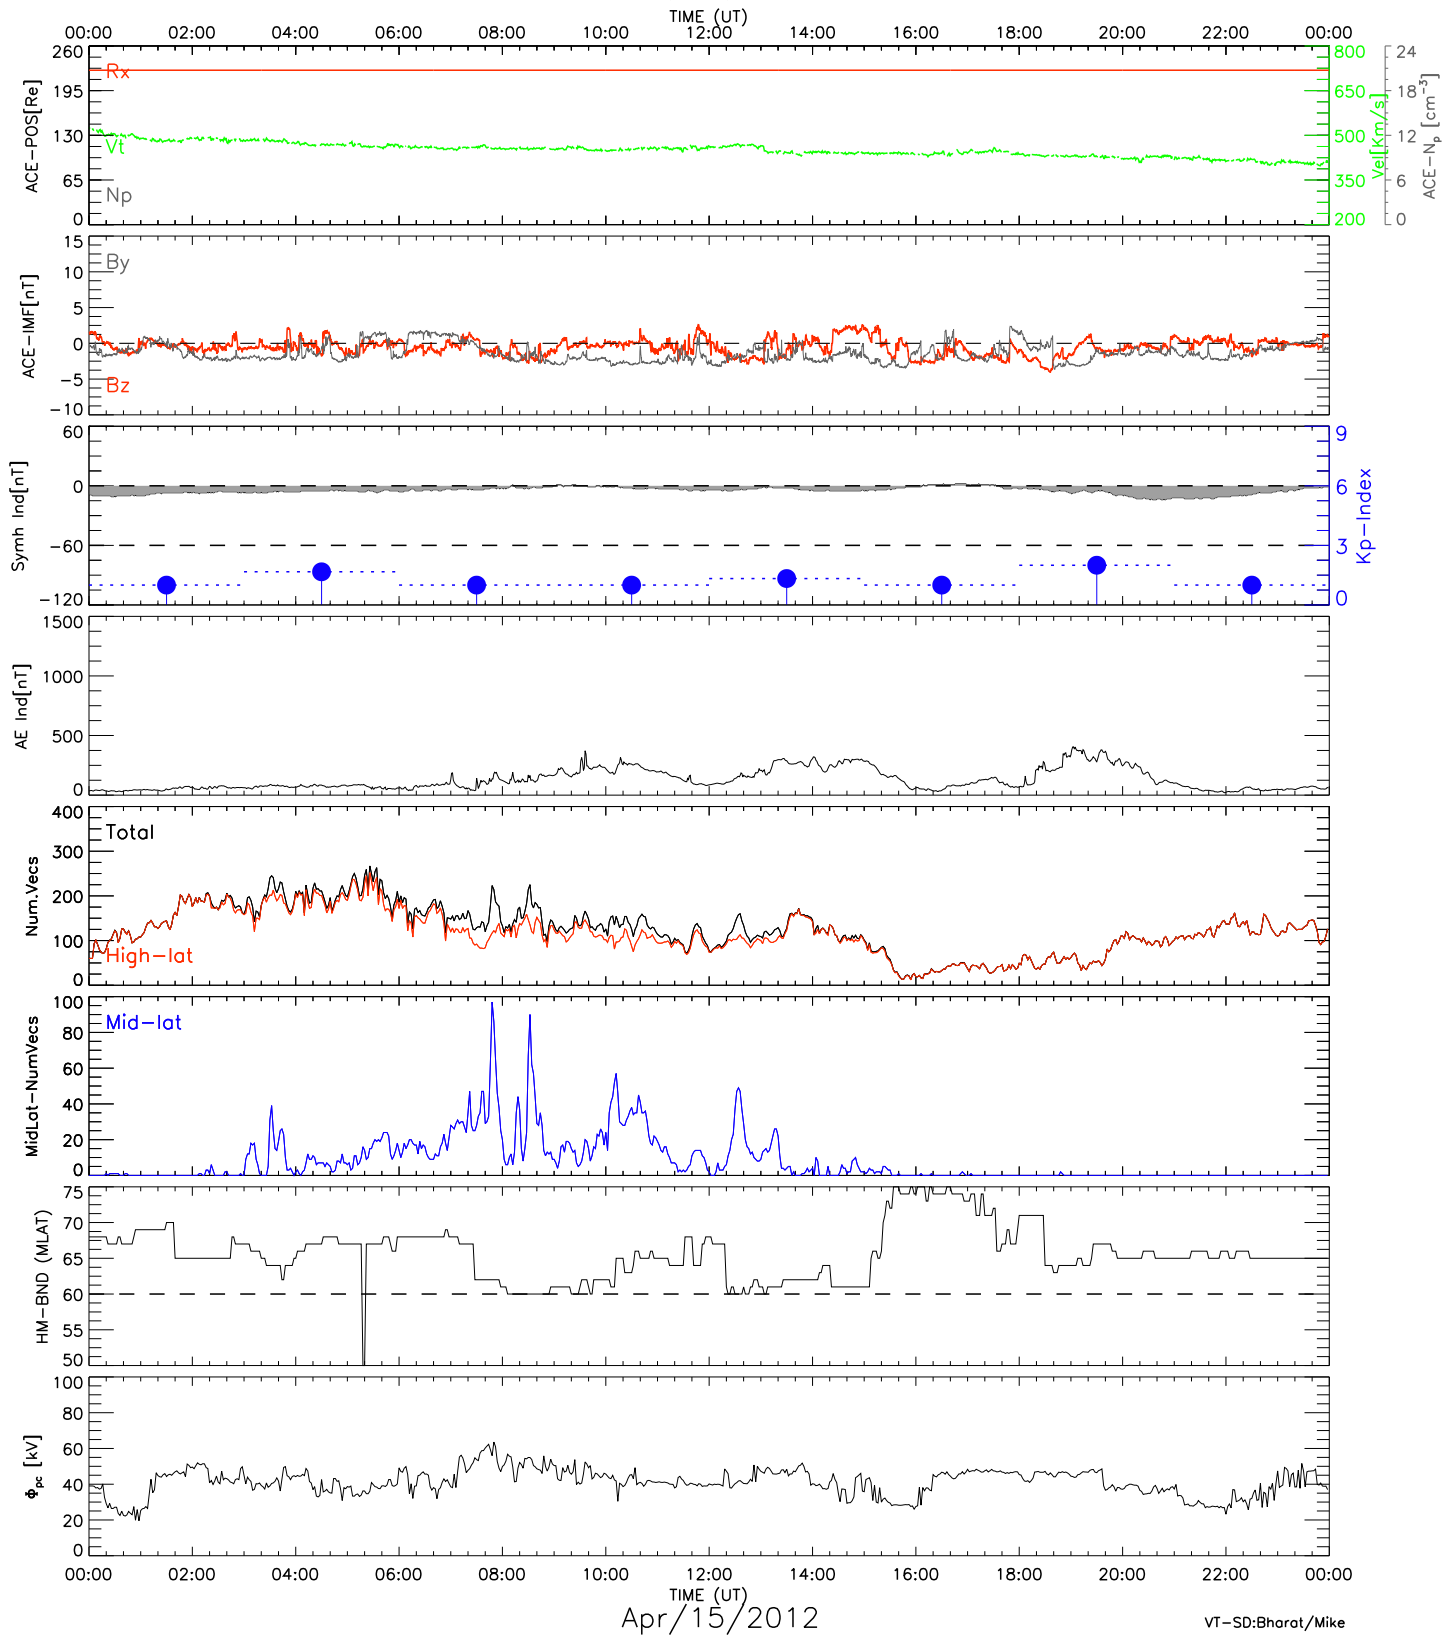 TIME (UT)
00:00 02:00 04:00 06:00 08:00 10:00 12:00 14:00 16:00 18:00 20:00 22:00 00:00
ACE-POS[Re]
260
195
130
65
0
Rx
Vt
Np
800
650
500
350
200
Vel[Km/s]
24
18
12
6
0
ACE-Np [cm-3]
ACE-IMF[nT]
15
10
5
0
-5
-10
By
Bz
Symh Ind[nT]
60
0
-60
-120
9
6
3
0
Kp-Index
AE Ind[nT]
1500
1000
500
0
Num.Vecs
400
300
200
100
0
Total
High-lat
MidLat-NumVecs
100
80
60
40
20
0
Mid-lat
HM-BND (MLAT)
75
70
65
60
55
50
Φpc [kV]
100
80
60
40
20
0
00:00 02:00 04:00 06:00 08:00 10:00 12:00 14:00 16:00 18:00 20:00 22:00 00:00
TIME (UT)
Apr/15/2012
VT-SD:Bharat/Mike